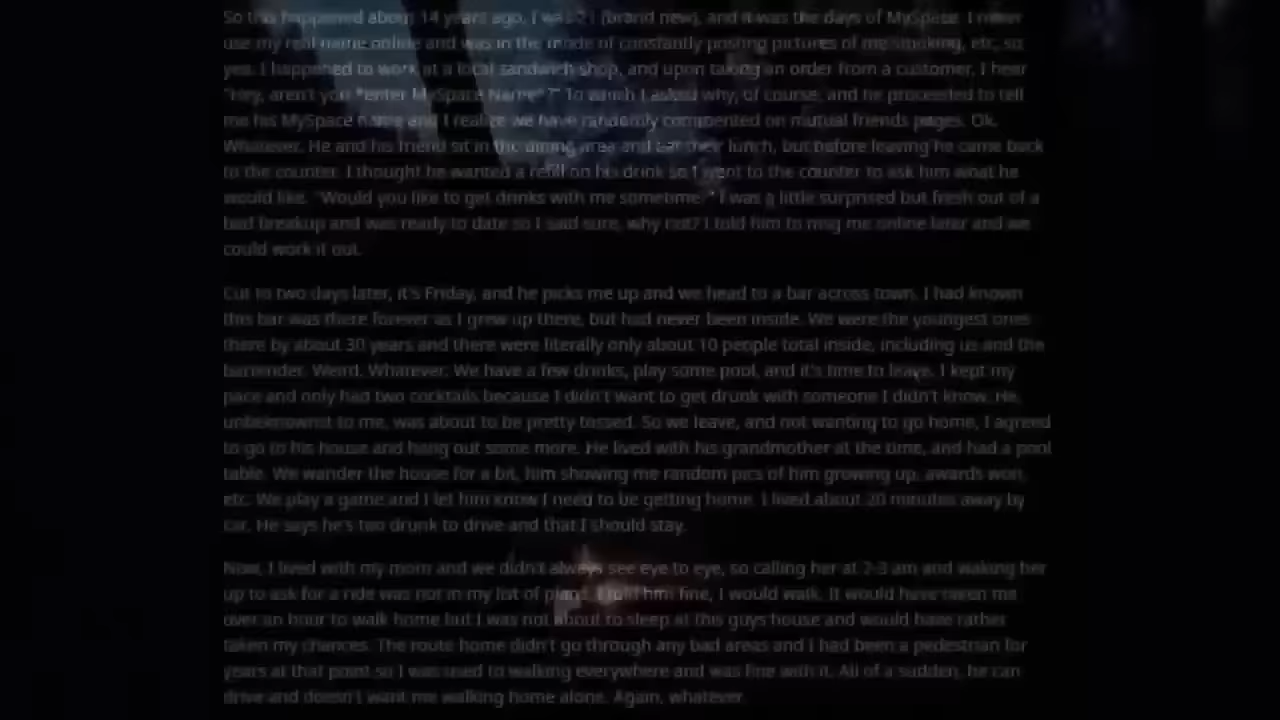 So this happened about 14 years ago, I was 21 (brand new), and it was the days of MySpace. I never
use my real name online and was in the mode of constantly posting pictures of me smoking, etc, so
yea. I happened to work at a local sandwich shop, and upon taking an order from a customer, I hear
"Hey, aren't you *enter MySpace Name*?" To which I asked why, of course, and he proceeded to tell
me his MySpace name and I realize we have randomly commented on mutual friends pages. Ok.
Whatever. He and his friend sit in the dining area and eat their lunch, but before leaving he came back
to the counter. I thought he wanted a refill on his drink so I went to the counter to ask him what he
would like. "Would you like to get drinks with me sometime?" I was a little surprised but fresh out of a
bad breakup and was ready to date so I said sure, why not? I told him to msg me online later and we
could work it out.
Cut to two days later, it's Friday, and he picks me up and we head to a bar across town. I had known
this bar was there forever as I grew up there, but had never been inside. We were the youngest ones
there by about 30 years and there were literally only about 10 people total inside, including us and the
bartender. Weird. Whatever. We have a few drinks, play some pool, and it's time to leave. I kept my
pace and only had two cocktails because I didn't want to get drunk with someone I didn't know. He,
unbeknownst to me, was about to be pretty tossed. So we leave, and not wanting to go home, I agreed
to go to his house and hang out some more. He lived with his grandmother at the time, and had a pool
table. We wander the house for a bit, him showing me random pics of him growing up, awards won,
etc. We play a game and I let him know I need to be getting home. I lived about 20 minutes away by
car. He says he's two drunk to drive and that I should stay.
Now, I lived with my mom and we didn't always see eye to eye, so calling her at 2-3 am and waking her
up to ask for a ride was not in my list of plans. I told him fine, I would walk. It would have taken me
over an hour to walk home but I was not about to sleep at this guys house and would have rather
taken my chances. The route home didn't go through any bad areas and I had been a pedestrian for
years at that point so I was used to walking everywhere and was fine with it. All of a sudden, he can
drive and doesn't want me walking home alone. Again, whatever.